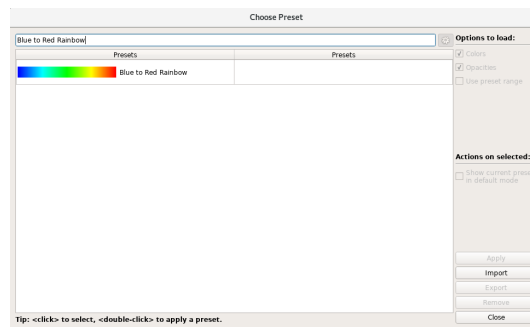 Choose Preset
Blue to Red Rainbow
Options to load:
Presets
Presets
Colors
Blue to Red Rainbow
Opacities
Use preset range
Actions on selected:
Show current prese
in default mode
Apply
Import
Export
Remove
Close
Tip: <click> to select, <double-click> to apply a preset.